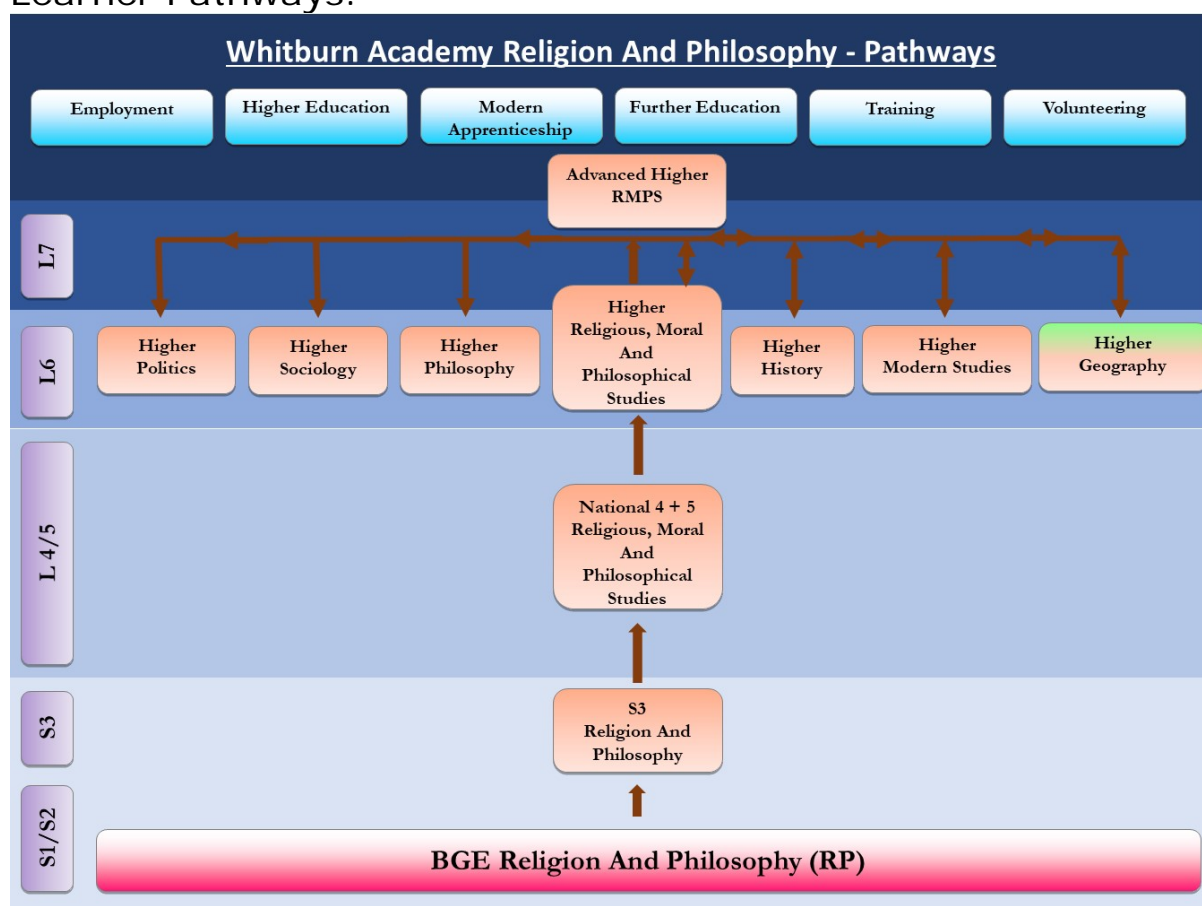 Learner Pathways:
Whitburn Academy Religion And Philosophy - Pathways
Employment
Higher Education
Modern
Apprenticeship
Further Education
Training
Volunteering
Advanced Higher
RMPS
L7
Higher
Politics
Higher
Sociology
Higher
Philosophy
Higher
Religious, Moral
And
Philosophical
Studies
Higher
History
Higher
Modern Studies
Higher
Geography
L6
National 4 + 5
Religious, Moral
And
Philosophical
Studies
L 4/5
S3
Religion And
Philosophy
S3
BGE Religion And Philosophy (RP)
S1/S2